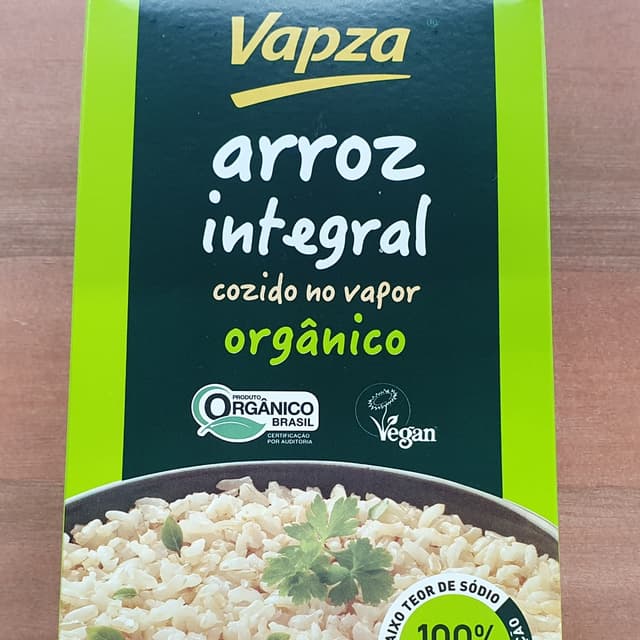 Vapza
arroz
integral
cozido no vapor
orgânico
PRODUTO
ORGÂNICO
BRASIL
CERTIFICAÇÃO
POR AUDITORIA
Vegan
TEOR DE SÓDIO
100%